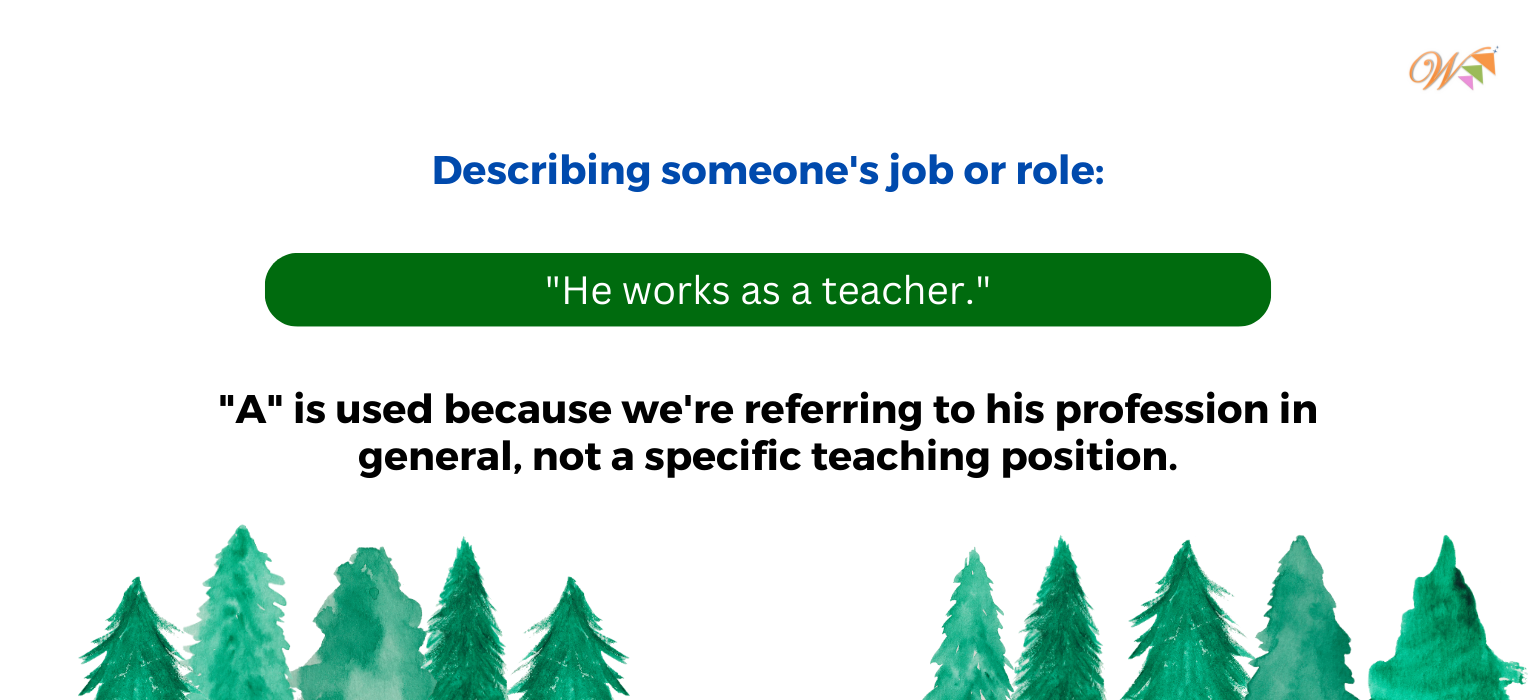 Describing someone's job or role:
"He works as a teacher."
"A" is used because we're referring to his profession in
general, not a specific teaching position.